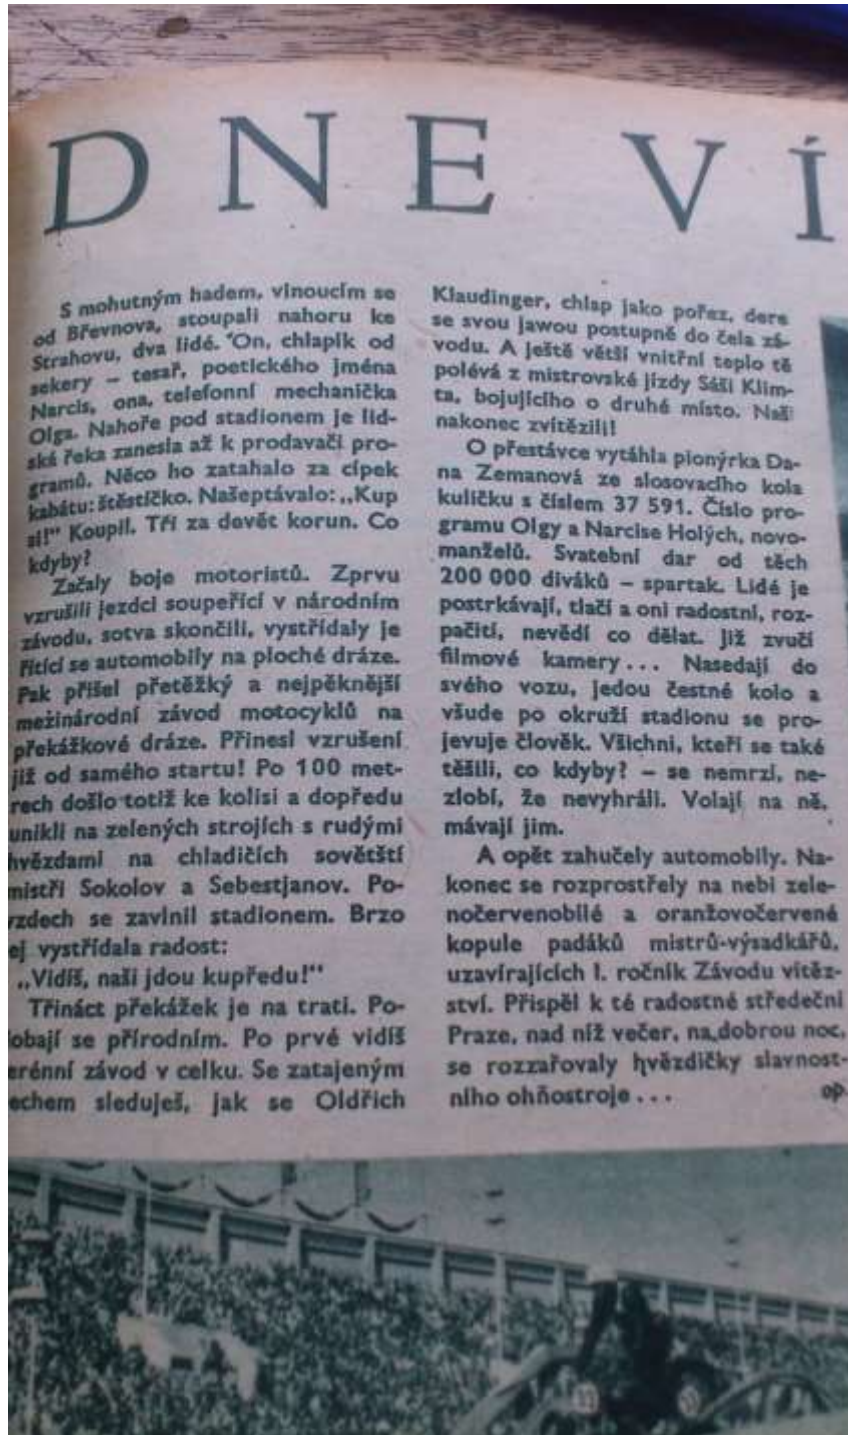 DNE VÍ
S mohutným hadem, vinoucím se
od Břevnova, stoupali nahoru ke
Strahovu, dva lidé. On, chlapík od
sekery – tesař, poetického jména
Narcis, ona, telefonní mechanička
Olga. Nahoře pod stadionem je lid-
ská řeka zanesla až k prodavači pro-
gramů. Něco ho zatahalo za cípek
kabátu: štěstíčko. Našeptávalo: „Kup
si!" Koupil. Tři za devět korun. Co
kdyby?
Začaly boje motoristů. Zprvu
vzrušili jezdci soupeřící v národním
závodu, sotva skončili, vystřídaly je
řítící se automobily na ploché dráze.
Pak přišel přetěžký a nejpěknější
mezinárodní závod motocyklů na
překážkové dráze. Přinesl vzrušení
již od samého startu! Po 100 met-
rech došlo totiž ke kolisi a dopředu
unikli na zelených strojích s rudými
hvězdami na chladičích sovětští
mistři Sokolov a Sebestjanov. Po-
vzdech se zavlnil stadionem. Brzo
jej vystřídala radost:
„Vidíš, naši jdou kupředu!"
Třináct překážek je na trati. Po-
obají se přírodním. Po prvé vidíš
erénní závod v celku. Se zatajeným
echem sleduješ, jak se Oldřich
Klaudinger, chlap jako pořez, dere
se svou jawou postupně do čela zá-
vodu. A ještě větší vnitřní teplo tě
polévá z mistrovské jízdy Sáši Klim-
ta, bojujícího o druhé místo. Naši
nakonec zvítězili!
O přestávce vytáhla pionýrka Da-
na Zemanová ze slosovacího kola
kuličku s číslem 37 591. Číslo pro-
gramu Olgy a Narcise Holých, novo-
manželů. Svatební dar od těch
200 000 diváků – spartak. Lidé je
postrkávají, tlačí a oni radostní, roz-
pačití, nevědí co dělat. Již zvučí
filmové kamery... Nasedají do
svého vozu, jedou čestné kolo a
všude po okruží stadionu se pro-
jevuje člověk. Všichni, kteří se také
těšili, co kdyby? – se nemrzí, ne-
zlobí, že nevyhráli. Volají na ně,
mávají jim.
A opět zahučely automobily. Na-
konec se rozprostřely na nebi zele-
nočervenobílé a oranžovočervené
kopule padáků mistrů-výsadkářů,
uzavírajících I. ročník Závodu vítěz-
ství. Přispěl k té radostné středeční
Praze, nad níž večer, na dobrou noc,
se rozzařovaly hvězdičky slavnost-
ního ohňostroje...
op.